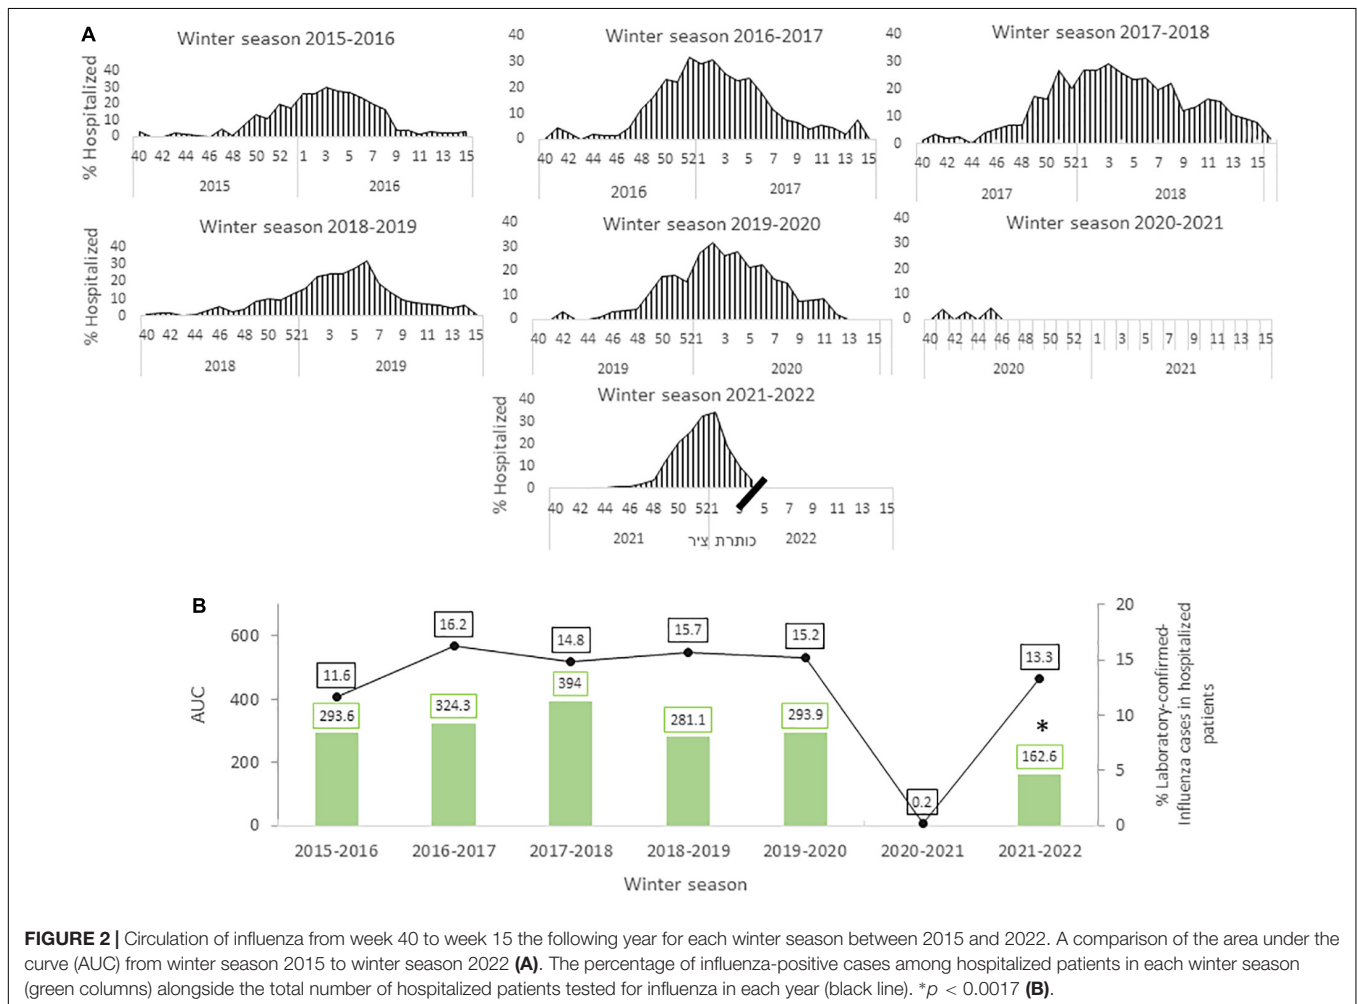 A
Winter season 2015-2016
% Hospitalized
40
30
20
10
0
40 42 44 46 48 50 52 1 3 5 7 9 11 13 15
2015 2016
Winter season 2016-2017
40
30
20
10
0
40 42 44 46 48 50 521 3 5 7 9 11 13 15
2016 2017
Winter season 2017-2018
40
30
20
10
0
40 42 44 46 48 50 521 3 5 7 9 11 13 15
2017 2018
Winter season 2018-2019
% Hospitalized
40
30
20
10
0
40 42 44 46 48 50 521 3 5 7 9 11 13 15
2018 2019
Winter season 2019-2020
40
30
20
10
0
40 42 44 46 48 50 521 3 5 7 9 11 13 15
2019 2020
Winter season 2020-2021
40
30
20
10
0
40 42 44 46 48 50 52 1 3 5 7 9 11 13 15
2020 2021
Winter season 2021-2022
% Hospitalized
40
30
20
10
0
40 42 44 46 48 50 521 3 5 7 9 11 13 15
2021 כותרת ציר 2022
B
AUC
600
400
200
0
20
15
10
5
0
% Laboratory-confirmed-
Influenza cases in hospitalized
patients
11.6 16.2 14.8 15.7 15.2 0.2 13.3
293.6 324.3 394 281.1 293.9 162.6
*
2015-2016 2016-2017 2017-2018 2018-2019 2019-2020 2020-2021 2021-2022
Winter season
FIGURE 2 | Circulation of influenza from week 40 to week 15 the following year for each winter season between 2015 and 2022. A comparison of the area under the
curve (AUC) from winter season 2015 to winter season 2022 (A). The percentage of influenza-positive cases among hospitalized patients in each winter season
(green columns) alongside the total number of hospitalized patients tested for influenza in each year (black line). *p < 0.0017 (B).